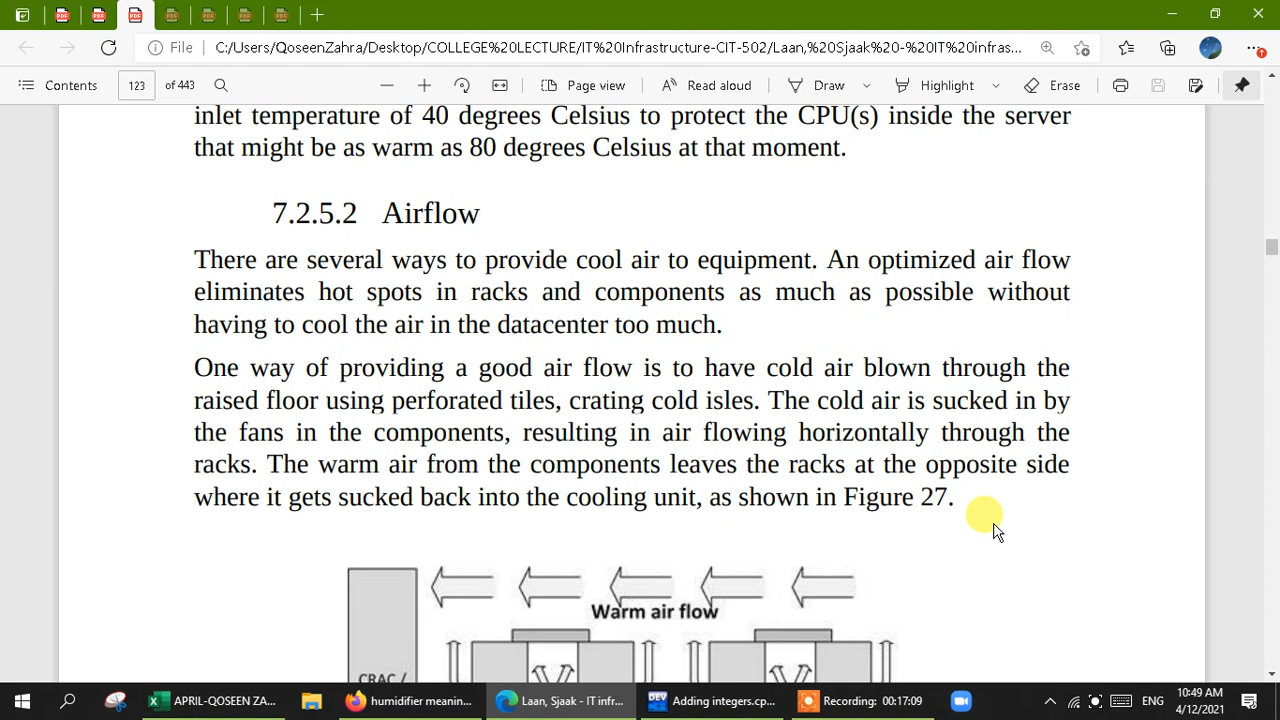 File
C:/Users/QoseenZahra/Desktop/COLLEGE%20LECTURE/IT%20Infrastructure-CIT-502/Laan,%20Sjaak%20-%20IT%20infras...
Contents
123 of 443
Page view
Read aloud
Draw
Highlight
Erase
inlet temperature of 40 degrees Celsius to protect the CPU(s) inside the server
that might be as warm as 80 degrees Celsius at that moment.
7.2.5.2 Airflow
There are several ways to provide cool air to equipment. An optimized air flow
eliminates hot spots in racks and components as much as possible without
having to cool the air in the datacenter too much.
One way of providing a good air flow is to have cold air blown through the
raised floor using perforated tiles, crating cold isles. The cold air is sucked in by
the fans in the components, resulting in air flowing horizontally through the
racks. The warm air from the components leaves the racks at the opposite side
where it gets sucked back into the cooling unit, as shown in Figure 27.
Warm air flow
CRAC /
APRIL-QOSEEN ZA...
humidifier meanin...
Laan, Sjaak - IT infr...
DEV
Adding integers.cp...
Recording: 00:17:09
ENG
10:49 AM
4/12/2021